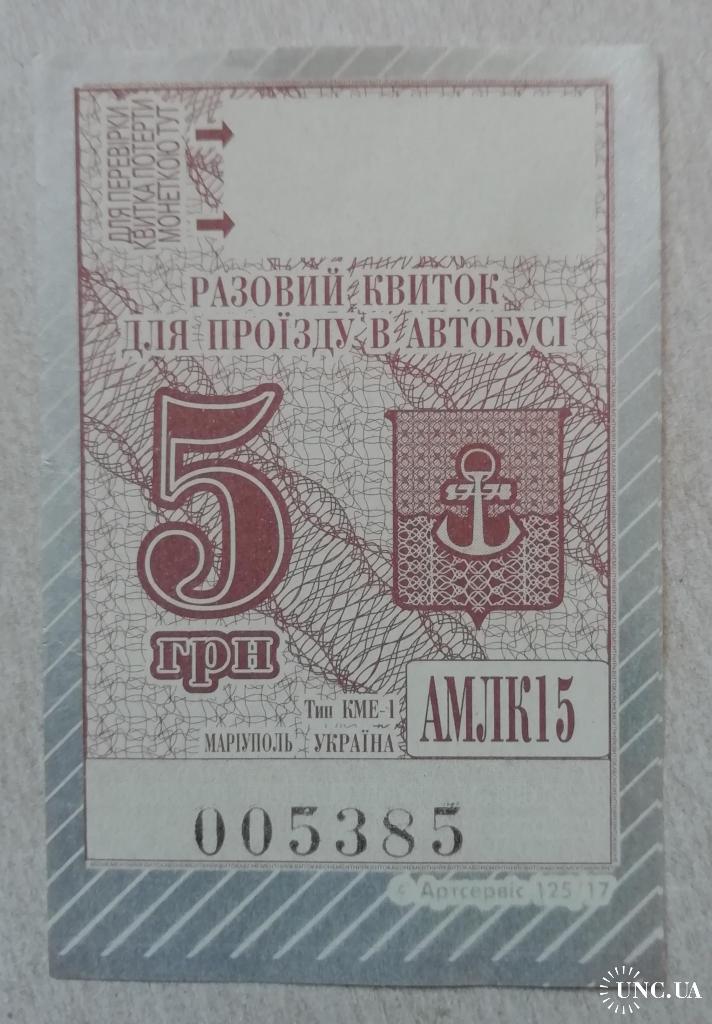 ДЛЯ ПЕРЕВІРКИ
КВИТКА ПОТЕРТИ
МОНЕТКОЮ ТУТ
РАЗОВИЙ КВИТОК
ДЛЯ ПРОЇЗДУ В АВТОБУСІ
5
грн
1778
Тип КМЕ-1
МАРІУПОЛЬ УКРАЇНА
АМЛК15
005385
© Артсервіс 125/17
UNC.UA